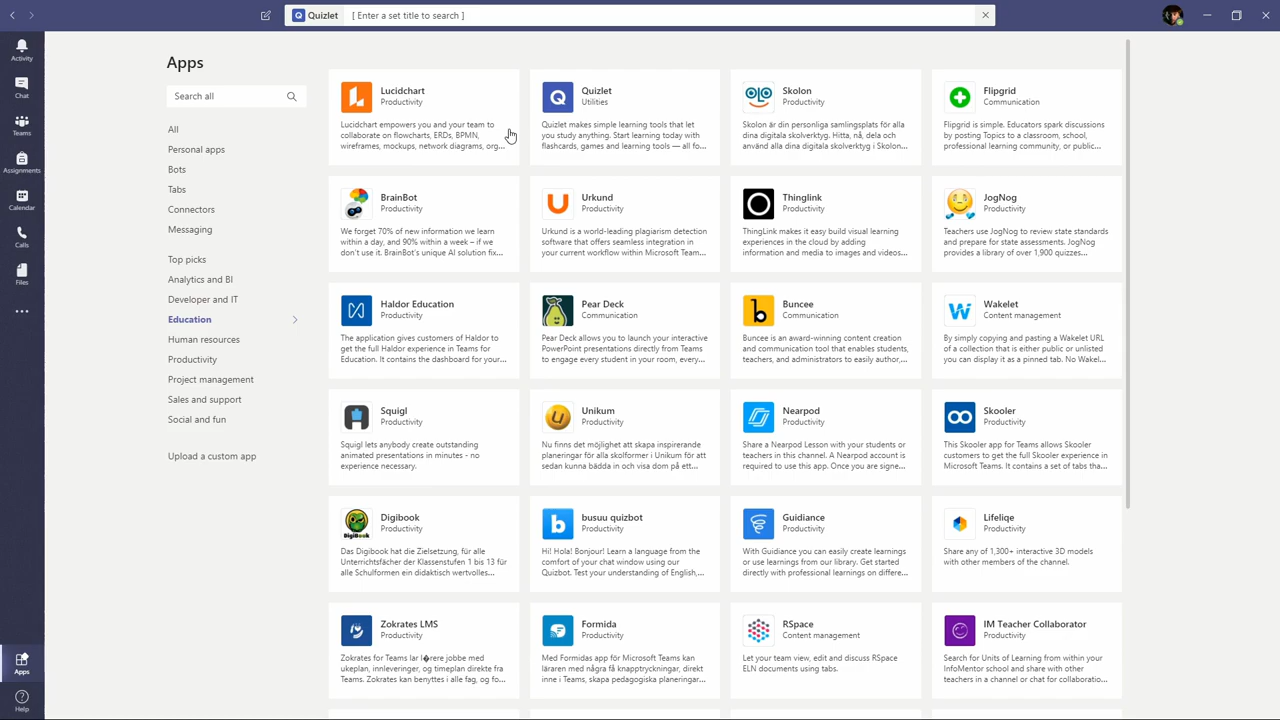 Quizlet [ Enter a set title to search ]
Activity
Chat
Teams
Assignments
Calendar
Calls
Files
Apps
Help
Apps
Search all
All
Personal apps
Bots
Tabs
Connectors
Messaging
Top picks
Analytics and BI
Developer and IT
Education
Human resources
Productivity
Project management
Sales and support
Social and fun
Upload a custom app
Lucidchart
Productivity
Lucidchart empowers you and your team to
collaborate on flowcharts, ERDs, BPMN,
wireframes, mockups, network diagrams, org...
Quizlet
Utilities
Quizlet makes simple learning tools that let
you study anything. Start learning today with
flashcards, games and learning tools — all fo...
Skolon
Productivity
Skolon är din personliga samlingsplats för alla
dina digitala skolverktyg. Hitta, nå, dela och
använd alla dina digitala skolverktyg i Skolon...
Flipgrid
Communication
Flipgrid is simple. Educators spark discussions
by posting Topics to a classroom, school,
professional learning community, or public...
BrainBot
Productivity
We forget 70% of new information we learn
within a day, and 90% within a week – if we
don't use it. BrainBot's unique AI solution fix...
Urkund
Productivity
Urkund is a world-leading plagiarism detection
software that offers seamless integration in
your current workflow within Microsoft Team...
Thinglink
Productivity
ThingLink makes it easy build visual learning
experiences in the cloud by adding
information and media to images and videos...
JogNog
Productivity
Teachers use JogNog to review state standards
and prepare for state assessments. JogNog
provides a library of over 1,900 quizzes...
Haldor Education
Productivity
The application gives customers of Haldor to
get the full Haldor experience in Teams for
Education. It contains the dashboard for your...
Pear Deck
Communication
Pear Deck allows you to launch your interactive
PowerPoint presentations directly from Teams
to engage every student in your room, every...
Buncee
Communication
Buncee is an award-winning content creation
and communication tool that enables students,
teachers, and administrators to easily author,...
Wakelet
Content management
By simply copying and pasting a Wakelet URL
of a collection that is either public or unlisted
you can display it as a pinned tab. No Wakel...
Squigl
Productivity
Squigl lets anybody create outstanding
animated presentations in minutes - no
experience necessary.
Unikum
Productivity
Nu finns det möjlighet att skapa inspirerande
planeringar för alla skolformer i Unikum för att
sedan kunna bädda in och visa dom på ett...
Nearpod
Productivity
Share a Nearpod Lesson with your students or
teachers in this channel. A Nearpod account is
required to use this app. Once you are signe...
Skooler
Productivity
This Skooler app for Teams allows Skooler
customers to get the full Skooler experience in
Microsoft Teams. It contains a set of tabs tha...
Digibook
Productivity
Das Digibook hat die Zielsetzung, für alle
Unterrichtsfächer der Klassenstufen 1 bis 13 für
alle Schulformen ein didaktisch wertvolles...
busuu quizbot
Productivity
Hi! Hola! Bonjour! Learn a language from the
comfort of your chat window using our
Quizbot. Test your understanding of English,...
Guidiance
Productivity
With Guidiance you can easily create learnings
or use learnings from our library. Get started
directly with professional learnings on differe...
Lifeliqe
Productivity
Share any of 1,300+ interactive 3D models
with other members of the channel.
Zokrates LMS
Productivity
Zokrates for Teams lar l�rere jobbe med
ukeplan, innleveringer, og timeplan direkte fra
Teams. Zokrates kan benyttes i alle fag, og fo...
Formida
Productivity
Med Formidas app för Microsoft Teams kan
läraren med några få knapptryckningar, direkt
inne i Teams, skapa pedagogiska planeringar...
RSpace
Content management
Let your team view, edit and discuss RSpace
ELN documents using tabs.
IM Teacher Collaborator
Productivity
Search for Units of Learning from within your
InfoMentor school and share with other
teachers in a channel or chat for collaboratio...